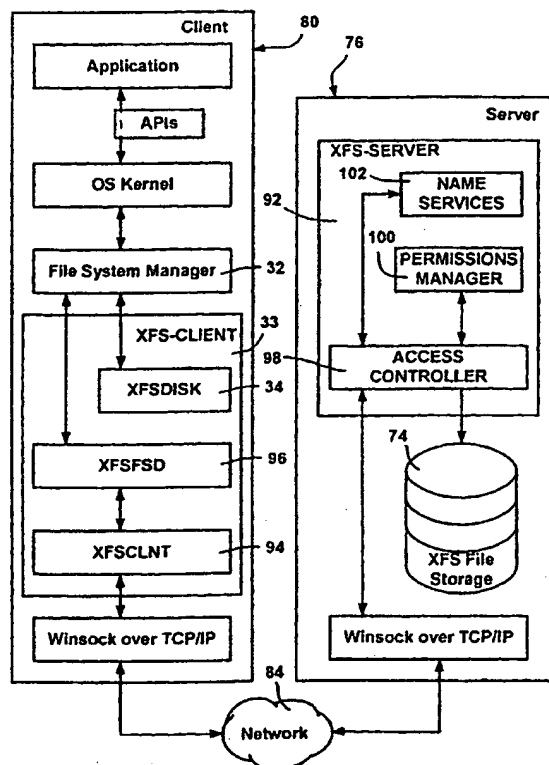 Client
80
Application
APIs
OS Kernel
File System Manager
32
XFS-CLIENT
33
XFSDISK
34
XFSFSD
96
XFSCLNT
94
Winsock over TCP/IP
76
Server
XFS-SERVER
102
NAME
SERVICES
92
100
PERMISSIONS
MANAGER
98
ACCESS
CONTROLLER
74
XFS File
Storage
Winsock over TCP/IP
84
Network